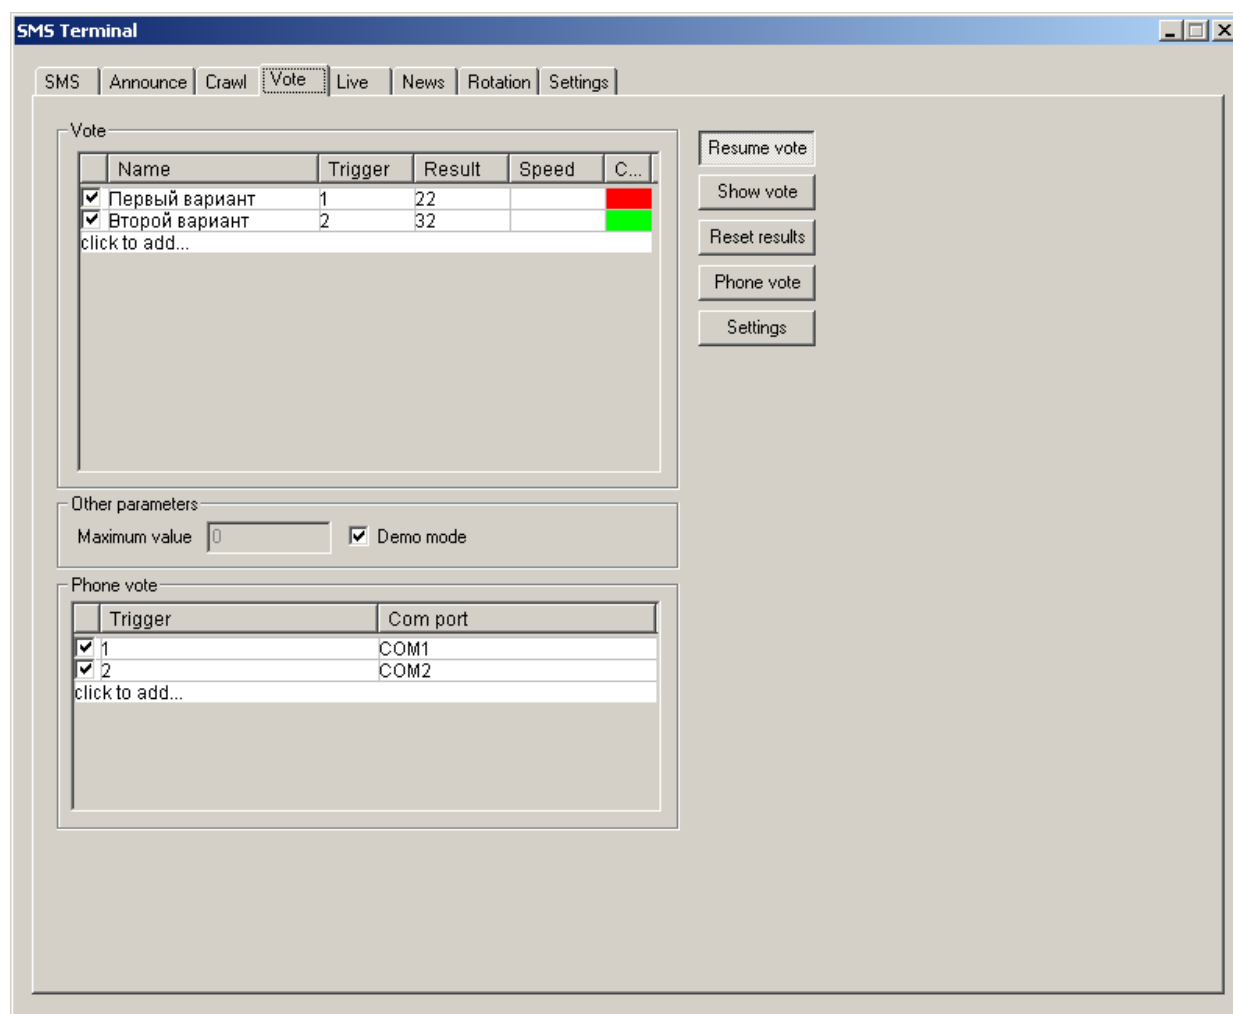 SMS Terminal
SMS Announce Crawl Vote Live News Rotation Settings
Vote
Name Trigger Result Speed C...
Первый вариант 1 22
Второй вариант 2 32
click to add...
Resume vote
Show vote
Reset results
Phone vote
Settings
Other parameters
Maximum value 0 Demo mode
Phone vote
Trigger Com port
1 COM1
2 COM2
click to add...